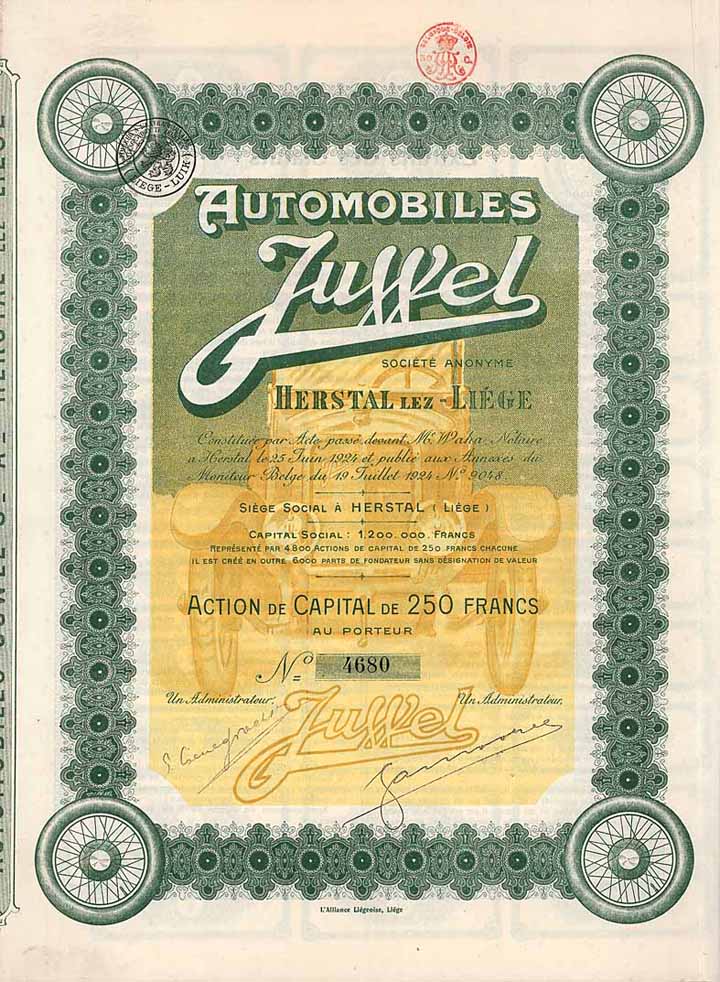 AUTOMOBILES
Juwel
SOCIÉTÉ ANONYME
HERSTAL LEZ-LIÉGE
Constituée par Acte passé devant Me Waha, Notaire
a Herstal le 25 Juin 1924 et publié aux Annexes du
Moniteur Belge du 19 Juillet 1924 No 9048.
SIÈGE SOCIAL À HERSTAL (LIÈGE)
CAPITAL SOCIAL : 1.200.000. FRANCS
REPRÉSENTÉ PAR 4800 ACTIONS DE CAPITAL DE 250 FRANCS CHACUNE
IL EST CRÉÉ EN OUTRE 6000 PARTS DE FONDATEUR SANS DÉSIGNATION DE VALEUR
ACTION DE CAPITAL DE 250 FRANCS
AU PORTEUR
No 4680
Un Administrateur. Un Administrateur.
Juwel
L'Alliance Liégeoise, Liége
LIEGE-LUIK